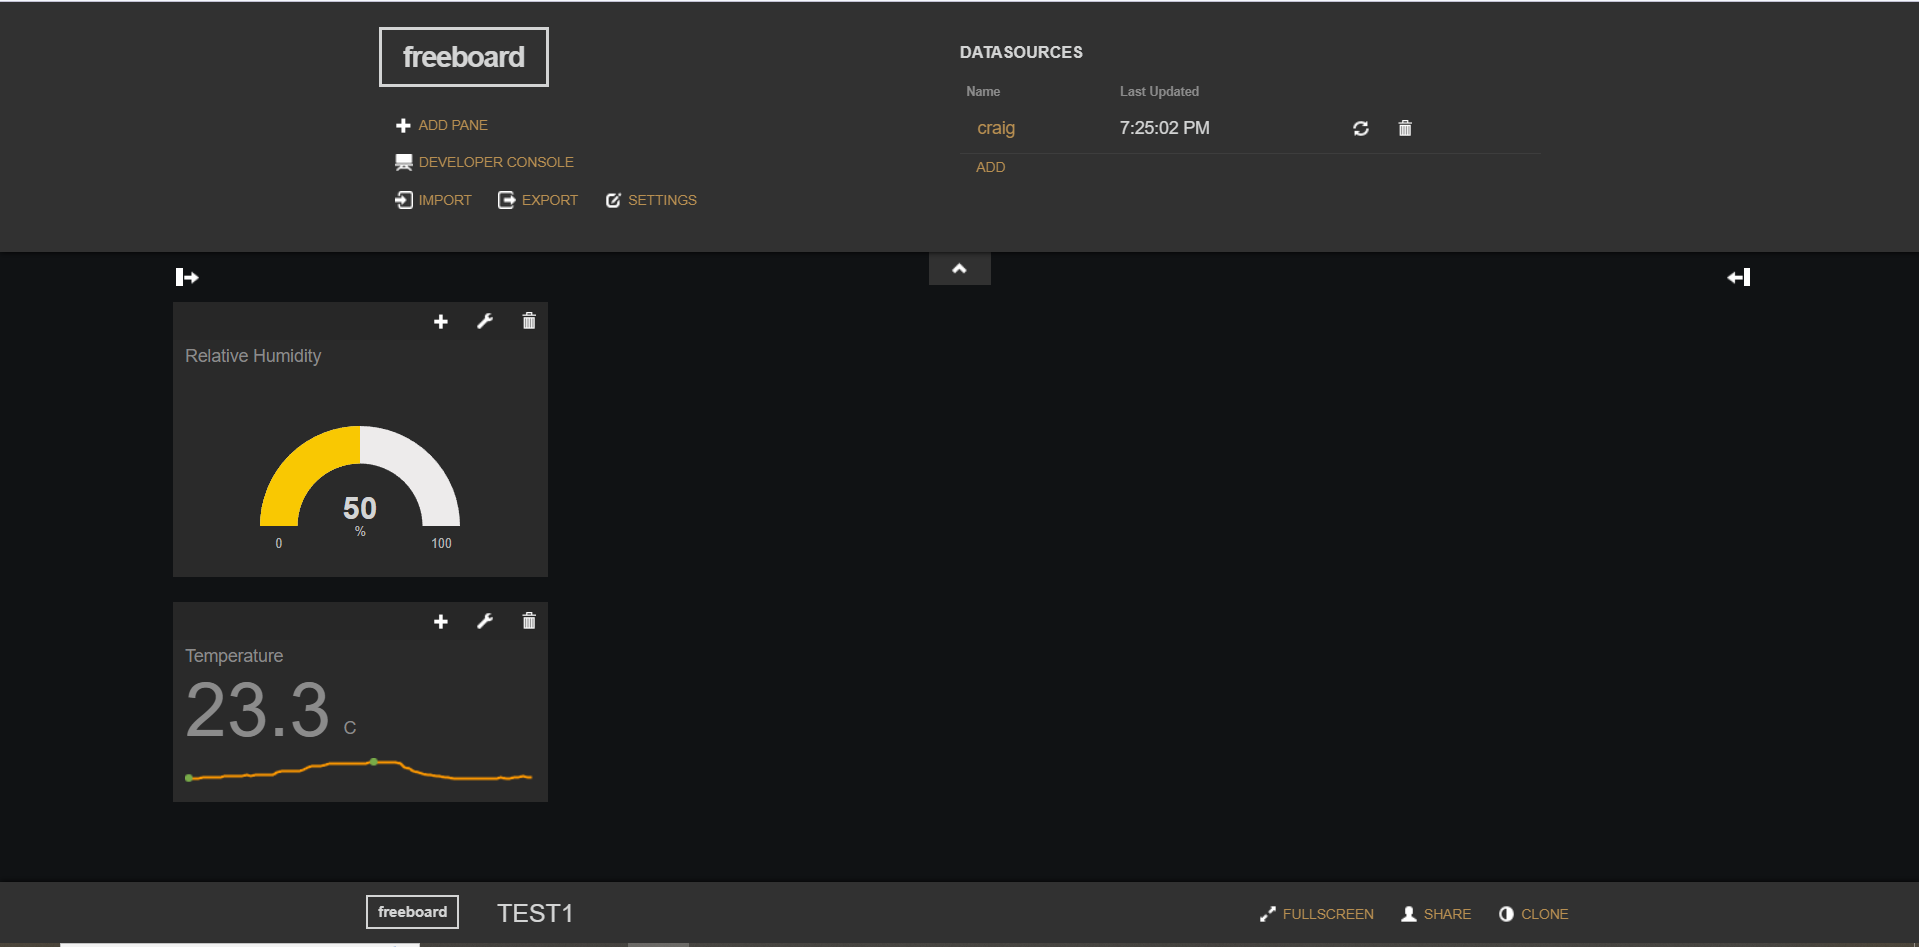 freeboard
ADD PANE
DEVELOPER CONSOLE
IMPORT EXPORT SETTINGS
DATASOURCES
Name Last Updated
craig 7:25:02 PM
ADD
Relative Humidity
50
%
0 100
Temperature
23.3 C
freeboard TEST1 FULLSCREEN SHARE CLONE